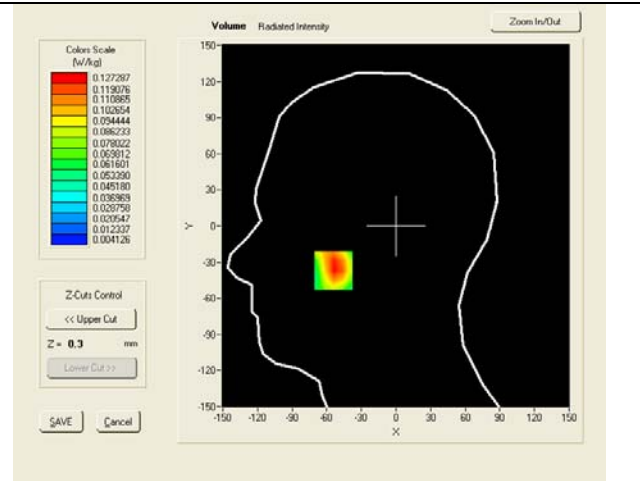 Volume Radiated Intensity
Zoom In/Out
Colors Scale
(W/kg)
0.127287
0.119076
0.110865
0.102654
0.094444
0.086233
0.078022
0.069812
0.061601
0.053390
0.045180
0.036969
0.028758
0.020547
0.012337
0.004126
Z-Cuts Control
<< Upper Cut
Z = 0.3 mm
Lower Cut >>
SAVE Cancel
150-
120-
90-
60-
30-
Y 0-
-30-
-60-
-90-
-120-
-150-
-150 -120 -90 -60 -30 0 30 60 90 120 150
X